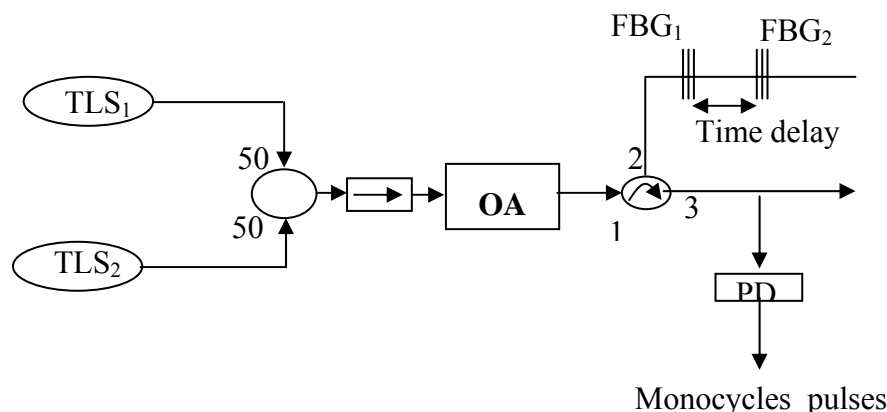 FBG₁ FBG₂
TLS₁
Time delay
50
2
OA
3
50
1
TLS₂
PD
Monocycles pulses